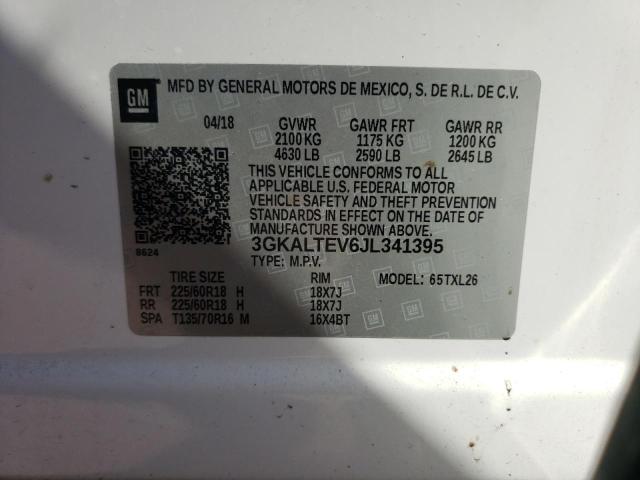 GM MFD BY GENERAL MOTORS DE MEXICO, S. DE R.L. DE C.V.
04/18 GVWR GAWR FRT GAWR RR
2100 KG 1175 KG 1200 KG
4630 LB 2590 LB 2645 LB
THIS VEHICLE CONFORMS TO ALL
APPLICABLE U.S. FEDERAL MOTOR
VEHICLE SAFETY AND THEFT PREVENTION
STANDARDS IN EFFECT ON THE DATE OF
MANUFACTURE SHOWN ABOVE.
8624 3GKALTEV6JL341395
TYPE: M.P.V.
TIRE SIZE RIM MODEL: 65TXL26
FRT 225/60R18 H 18X7J
RR 225/60R18 H 18X7J
SPA T135/70R16 M 16X4BT